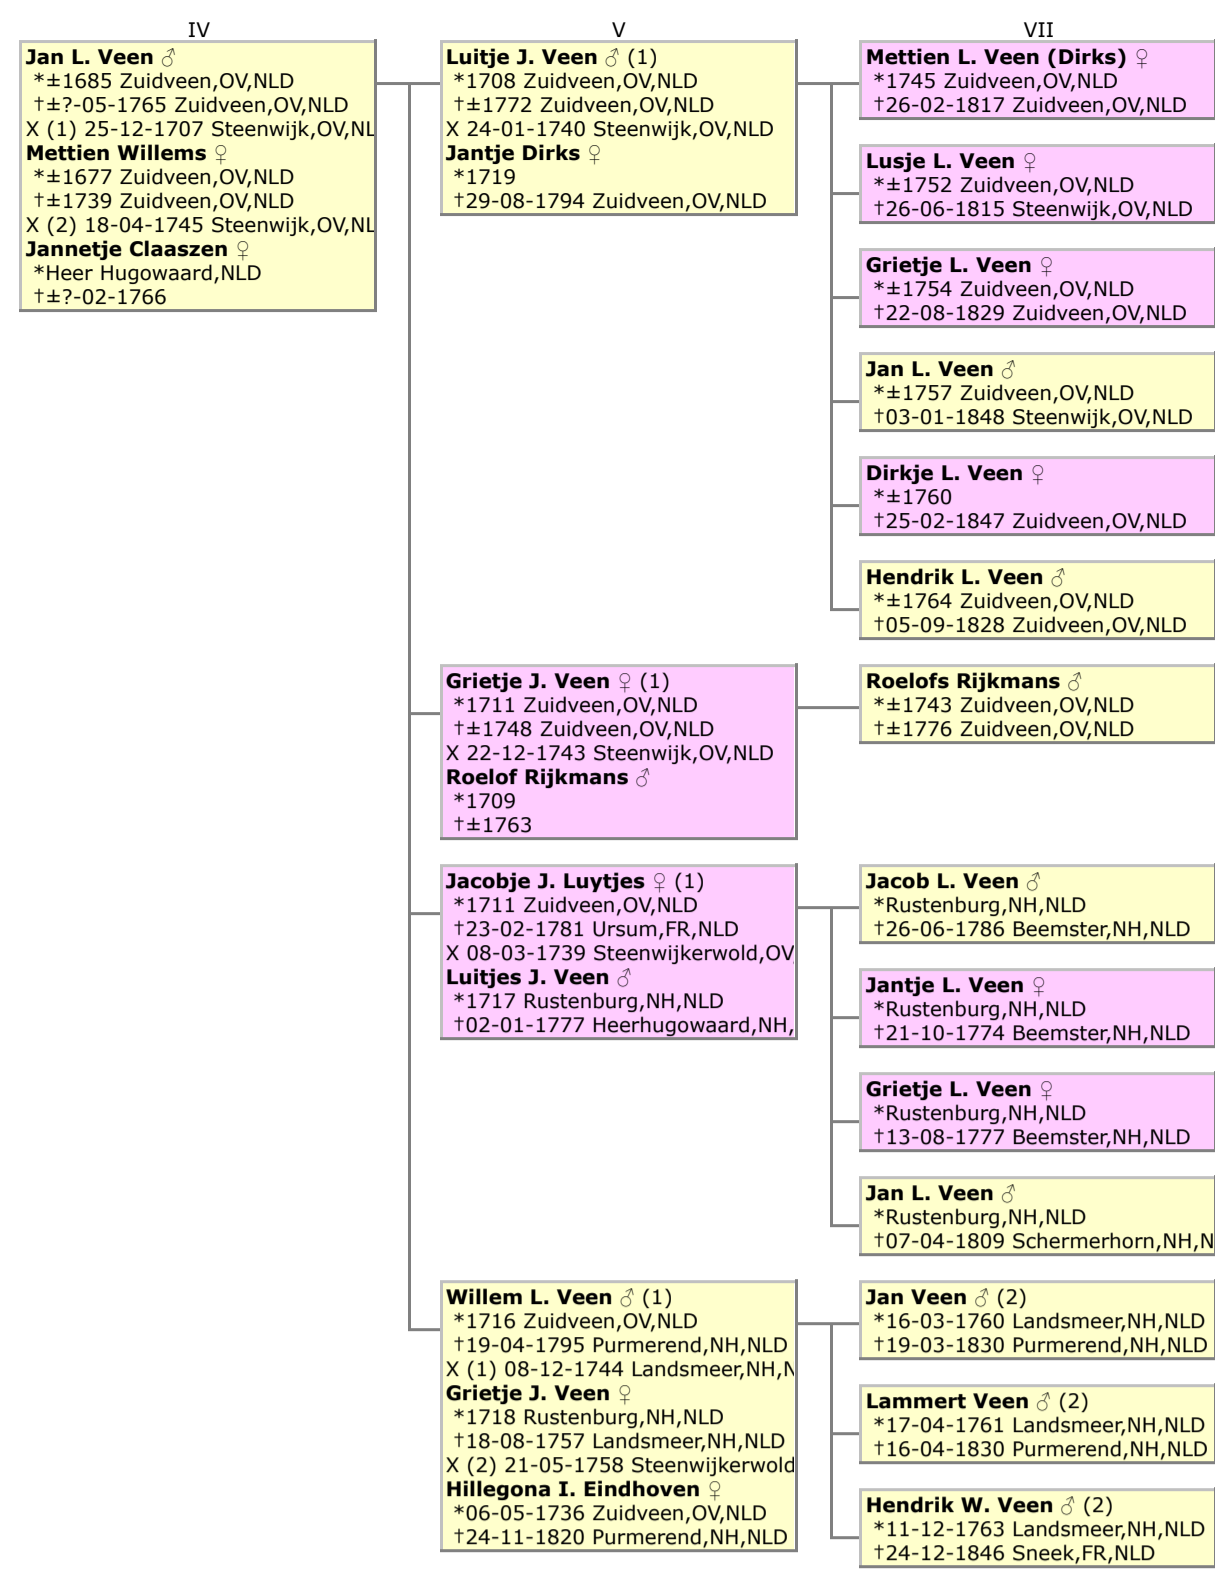 IV
Jan L. Veen ♂
*±1685 Zuidveen,OV,NLD
†±?-05-1765 Zuidveen,OV,NLD
X (1) 25-12-1707 Steenwijk,OV,NL
Mettien Willems ♀
*±1677 Zuidveen,OV,NLD
†±1739 Zuidveen,OV,NLD
X (2) 18-04-1745 Steenwijk,OV,NL
Jannetje Claaszen ♀
*Heer Hugowaard,NLD
†±?-02-1766
V
Luitje J. Veen ♂ (1)
*1708 Zuidveen,OV,NLD
†±1772 Zuidveen,OV,NLD
X 24-01-1740 Steenwijk,OV,NLD
Jantje Dirks ♀
*1719
†29-08-1794 Zuidveen,OV,NLD
Grietje J. Veen ♀ (1)
*1711 Zuidveen,OV,NLD
†±1748 Zuidveen,OV,NLD
X 22-12-1743 Steenwijk,OV,NLD
Roelof Rijkmans ♂
*1709
†±1763
Jacobje J. Luytjes ♀ (1)
*1711 Zuidveen,OV,NLD
†23-02-1781 Ursum,FR,NLD
X 08-03-1739 Steenwijkerwold,OV,
Luitjes J. Veen ♂
*1717 Rustenburg,NH,NLD
†02-01-1777 Heerhugowaard,NH,
Willem L. Veen ♂ (1)
*1716 Zuidveen,OV,NLD
†19-04-1795 Purmerend,NH,NLD
X (1) 08-12-1744 Landsmeer,NH,N
Grietje J. Veen ♀
*1718 Rustenburg,NH,NLD
†18-08-1757 Landsmeer,NH,NLD
X (2) 21-05-1758 Steenwijkerwold
Hillegona I. Eindhoven ♀
*06-05-1736 Zuidveen,OV,NLD
†24-11-1820 Purmerend,NH,NLD
VII
Mettien L. Veen (Dirks) ♀
*1745 Zuidveen,OV,NLD
†26-02-1817 Zuidveen,OV,NLD
Lusje L. Veen ♀
*±1752 Zuidveen,OV,NLD
†26-06-1815 Steenwijk,OV,NLD
Grietje L. Veen ♀
*±1754 Zuidveen,OV,NLD
†22-08-1829 Zuidveen,OV,NLD
Jan L. Veen ♂
*±1757 Zuidveen,OV,NLD
†03-01-1848 Steenwijk,OV,NLD
Dirkje L. Veen ♀
*±1760
†25-02-1847 Zuidveen,OV,NLD
Hendrik L. Veen ♂
*±1764 Zuidveen,OV,NLD
†05-09-1828 Zuidveen,OV,NLD
Roelofs Rijkmans ♂
*±1743 Zuidveen,OV,NLD
†±1776 Zuidveen,OV,NLD
Jacob L. Veen ♂
*Rustenburg,NH,NLD
†26-06-1786 Beemster,NH,NLD
Jantje L. Veen ♀
*Rustenburg,NH,NLD
†21-10-1774 Beemster,NH,NLD
Grietje L. Veen ♀
*Rustenburg,NH,NLD
†13-08-1777 Beemster,NH,NLD
Jan L. Veen ♂
*Rustenburg,NH,NLD
†07-04-1809 Schermerhorn,NH,N
Jan Veen ♂ (2)
*16-03-1760 Landsmeer,NH,NLD
†19-03-1830 Purmerend,NH,NLD
Lammert Veen ♂ (2)
*17-04-1761 Landsmeer,NH,NLD
†16-04-1830 Purmerend,NH,NLD
Hendrik W. Veen ♂ (2)
*11-12-1763 Landsmeer,NH,NLD
†24-12-1846 Sneek,FR,NLD